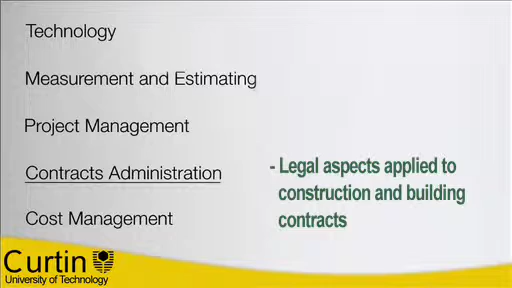 Technology
Measurement and Estimating
Project Management
Contracts Administration
Cost Management
- Legal aspects applied to
construction and building
contracts
Curtin
University of Technology